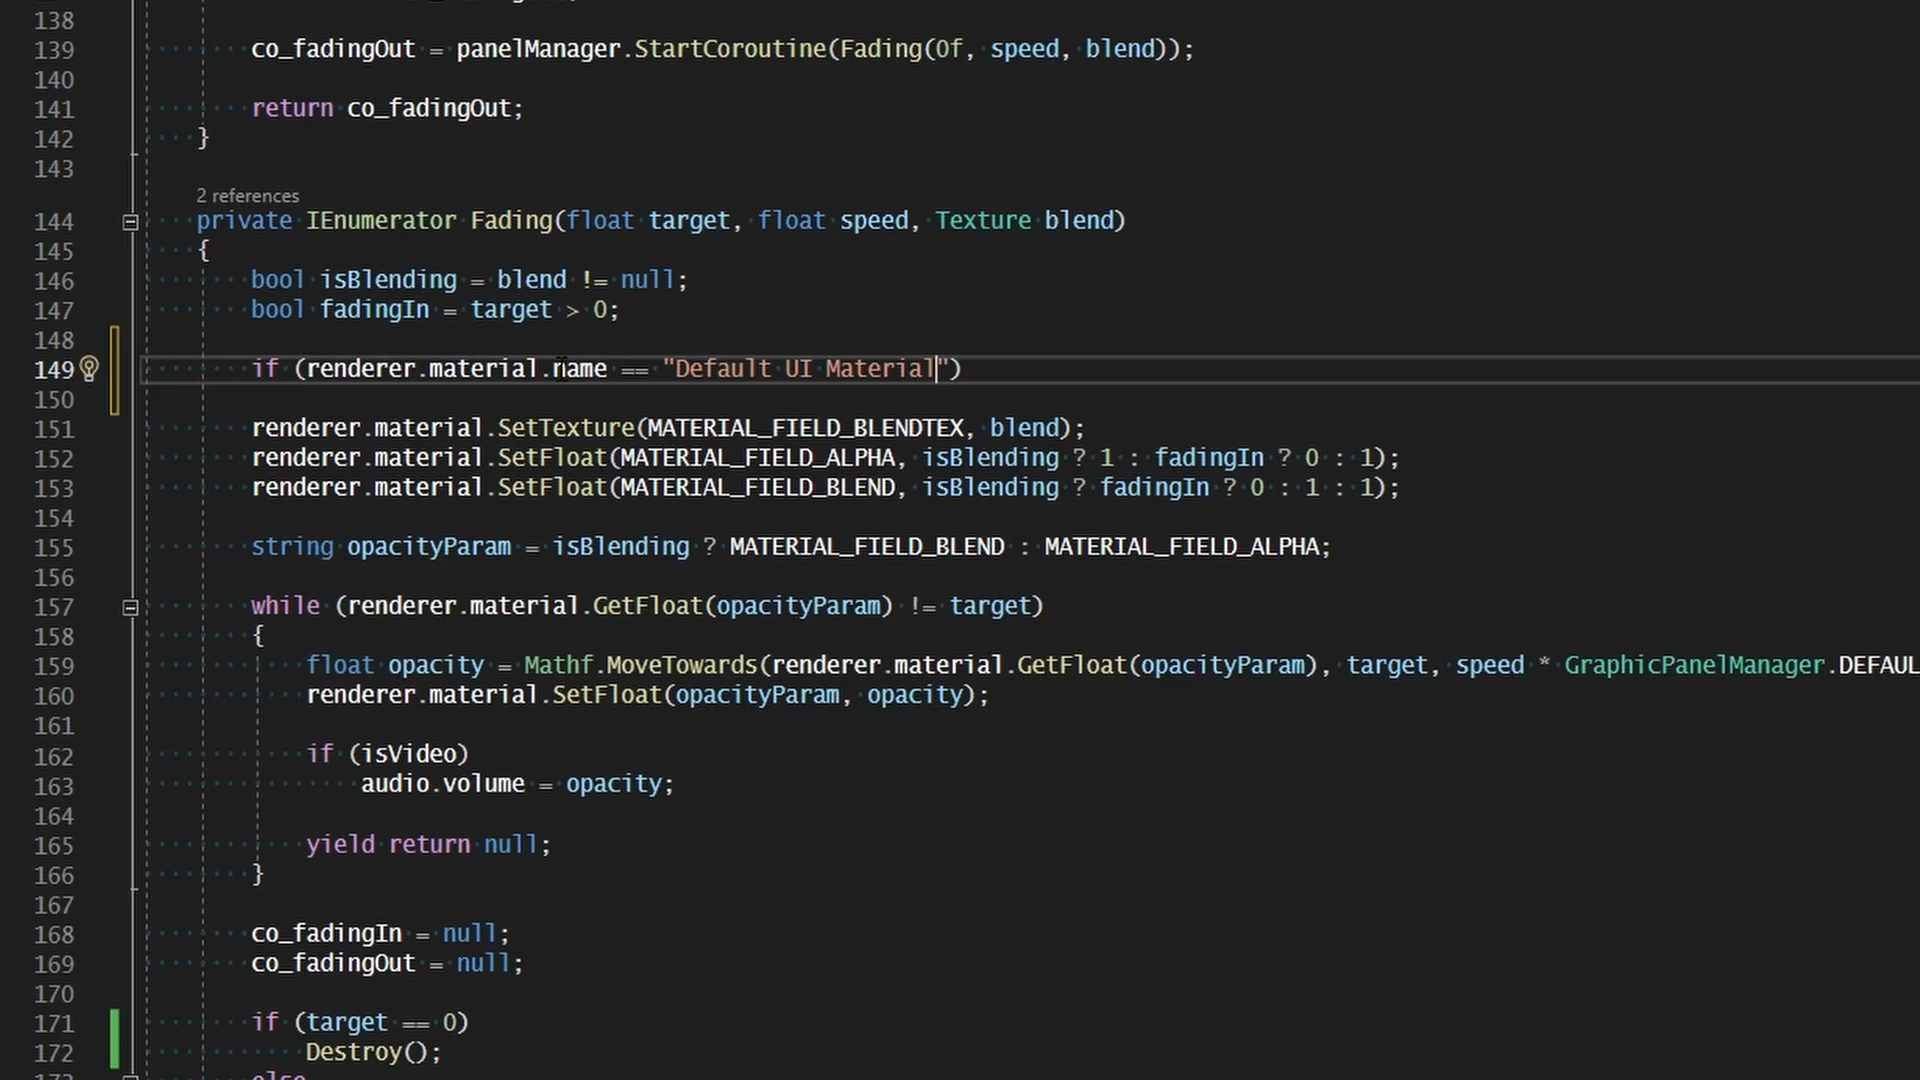 138
139 co_fadingOut = panelManager.StartCoroutine(Fading(0f, speed, blend));
140
141 return co_fadingOut;
142 }
143
2 references
144 private IEnumerator Fading(float target, float speed, Texture blend)
145 {
146 bool isBlending = blend != null;
147 bool fadingIn = target > 0;
148
149 if (renderer.material.name == "Default UI Material")
150
151 renderer.material.SetTexture(MATERIAL_FIELD_BLENDTEX, blend);
152 renderer.material.SetFloat(MATERIAL_FIELD_ALPHA, isBlending ? 1 : fadingIn ? 0 : 1);
153 renderer.material.SetFloat(MATERIAL_FIELD_BLEND, isBlending ? fadingIn ? 0 : 1 : 1);
154
155 string opacityParam = isBlending ? MATERIAL_FIELD_BLEND : MATERIAL_FIELD_ALPHA;
156
157 while (renderer.material.GetFloat(opacityParam) != target)
158 {
159 float opacity = Mathf.MoveTowards(renderer.material.GetFloat(opacityParam), target, speed * GraphicPanelManager.DEFAUL
160 renderer.material.SetFloat(opacityParam, opacity);
161
162 if (isVideo)
163 audio.volume = opacity;
164
165 yield return null;
166 }
167
168 co_fadingIn = null;
169 co_fadingOut = null;
170
171 if (target == 0)
172 Destroy();
173 else